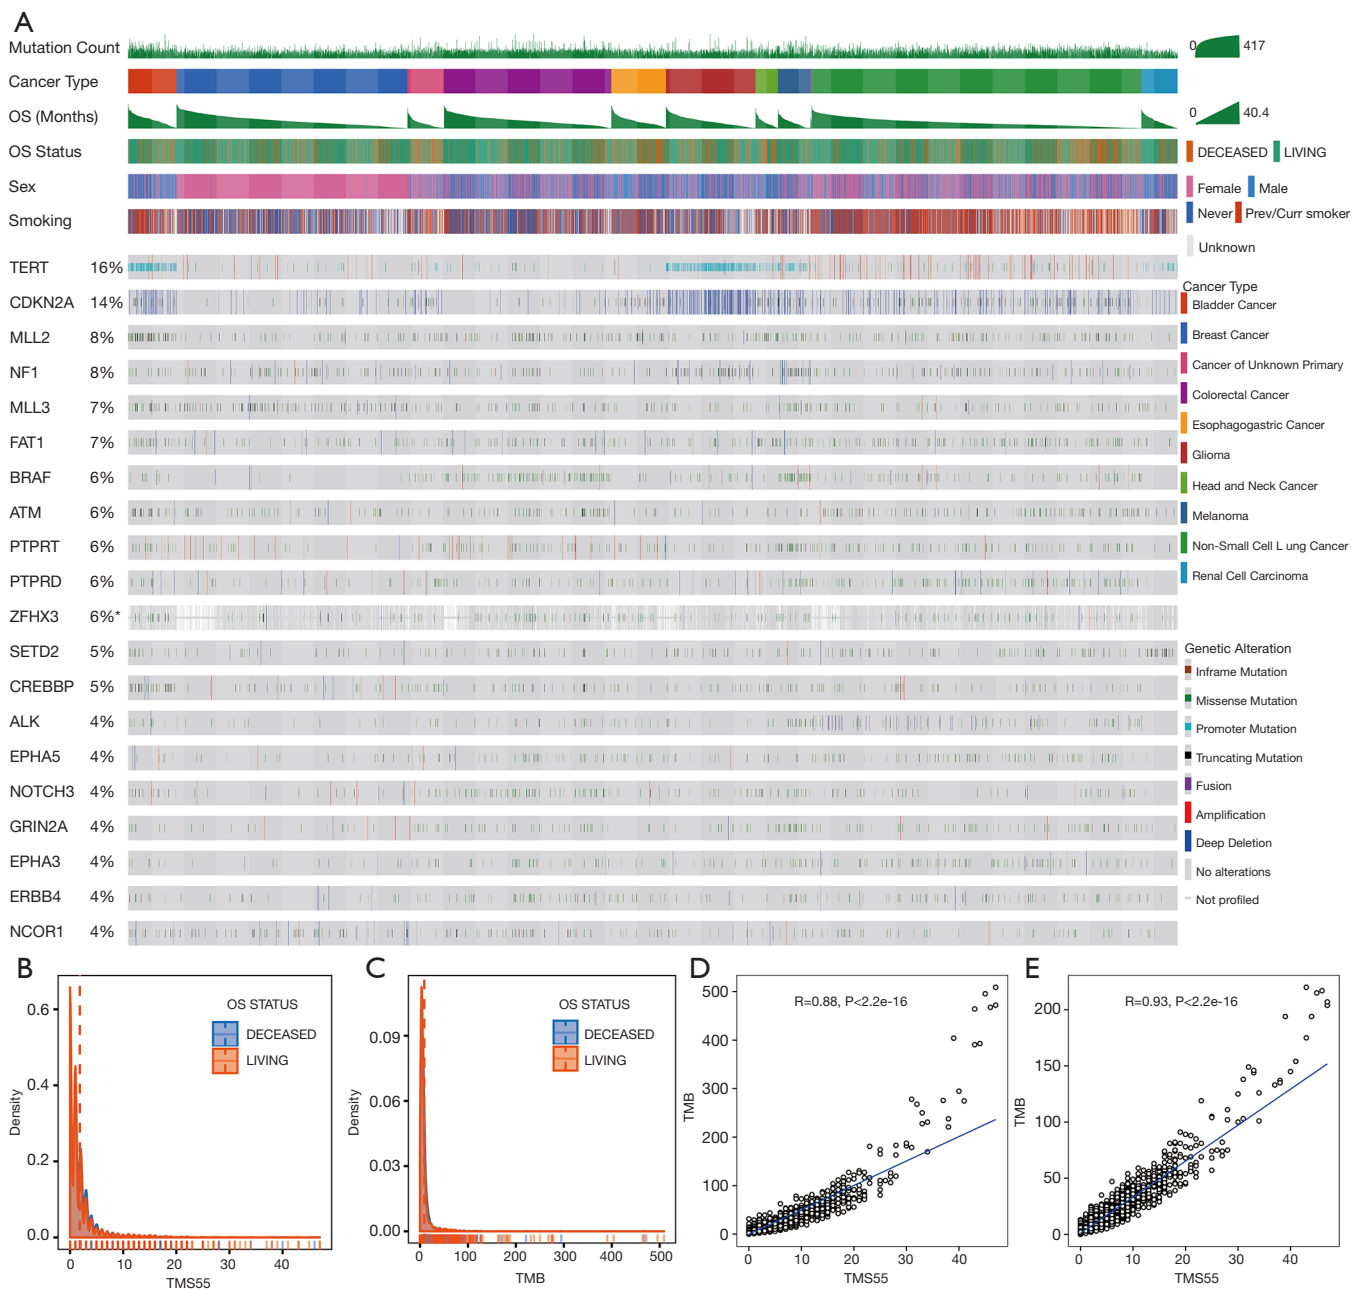 A
Mutation Count
0 417
Cancer Type
OS (Months)
0 40.4
OS Status
DECEASED LIVING
Sex
Female Male
Smoking
Never Prev/Curr smoker
Unknown
TERT 16%
CDKN2A 14%
MLL2 8%
NF1 8%
MLL3 7%
FAT1 7%
BRAF 6%
ATM 6%
PTPRT 6%
PTPRD 6%
ZFHX3 6%*
SETD2 5%
CREBBP 5%
ALK 4%
EPHA5 4%
NOTCH3 4%
GRIN2A 4%
EPHA3 4%
ERBB4 4%
NCOR1 4%
Cancer Type
Bladder Cancer
Breast Cancer
Cancer of Unknown Primary
Colorectal Cancer
Esophagogastric Cancer
Glioma
Head and Neck Cancer
Melanoma
Non-Small Cell L ung Cancer
Renal Cell Carcinoma
Genetic Alteration
Inframe Mutation
Missense Mutation
Promoter Mutation
Truncating Mutation
Fusion
Amplification
Deep Deletion
No alterations
Not profiled
B
Density
0.6
0.4
0.2
0.0
OS STATUS
DECEASED
LIVING
0 10 20 30 40
TMS55
C
Density
0.09
0.06
0.03
0.00
OS STATUS
DECEASED
LIVING
0 100 200 300 400 500
TMB
D
R=0.88, P<2.2e-16
TMB
500
400
300
200
100
0
0 10 20 30 40
TMS55
E
R=0.93, P<2.2e-16
TMB
200
150
100
50
0
0 10 20 30 40
TMS55